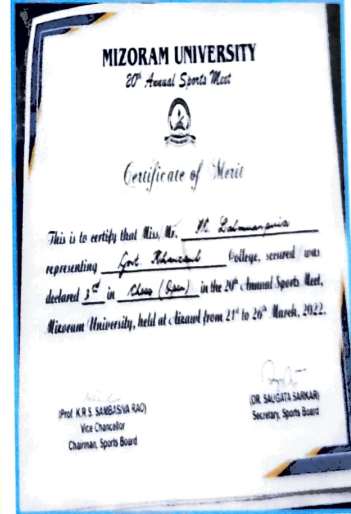 MIZORAM UNIVERSITY
20th Annual Sports Meet
Certificate of Merit
This is to certify that Miss/Mr.
representing Govt. College, secured/was
declared 3rd in Chess (Open) in the 20th Annual Sports Meet,
Mizoram University, held at Aizawl from 21st to 26th March, 2022.
(Prof. K.R.S. SAMBASIVA RAO)
Vice Chancellor
Chairman, Sports Board
(DR. SAUGATA SARKAR)
Secretary, Sports Board